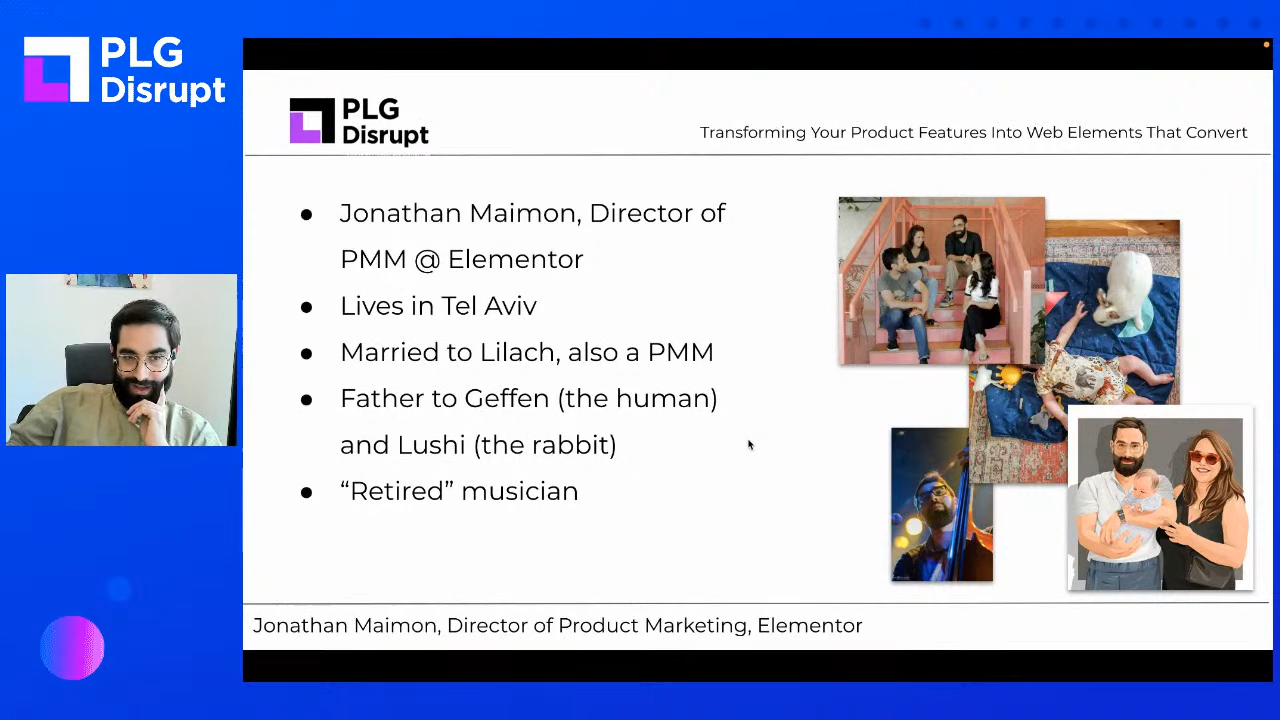 PLG
Disrupt
PLG
Disrupt
Transforming Your Product Features Into Web Elements That Convert
● Jonathan Maimon, Director of
PMM @ Elementor
● Lives in Tel Aviv
● Married to Lilach, also a PMM
● Father to Geffen (the human)
and Lushi (the rabbit)
● “Retired” musician
Jonathan Maimon, Director of Product Marketing, Elementor